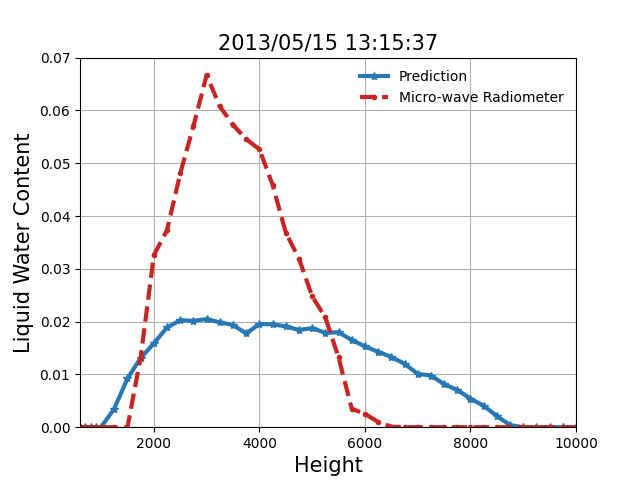 2013/05/15 13:15:37
Prediction
Micro-wave Radiometer
Liquid Water Content
0.07
0.06
0.05
0.04
0.03
0.02
0.01
0.00
2000 4000 6000 8000 10000
Height